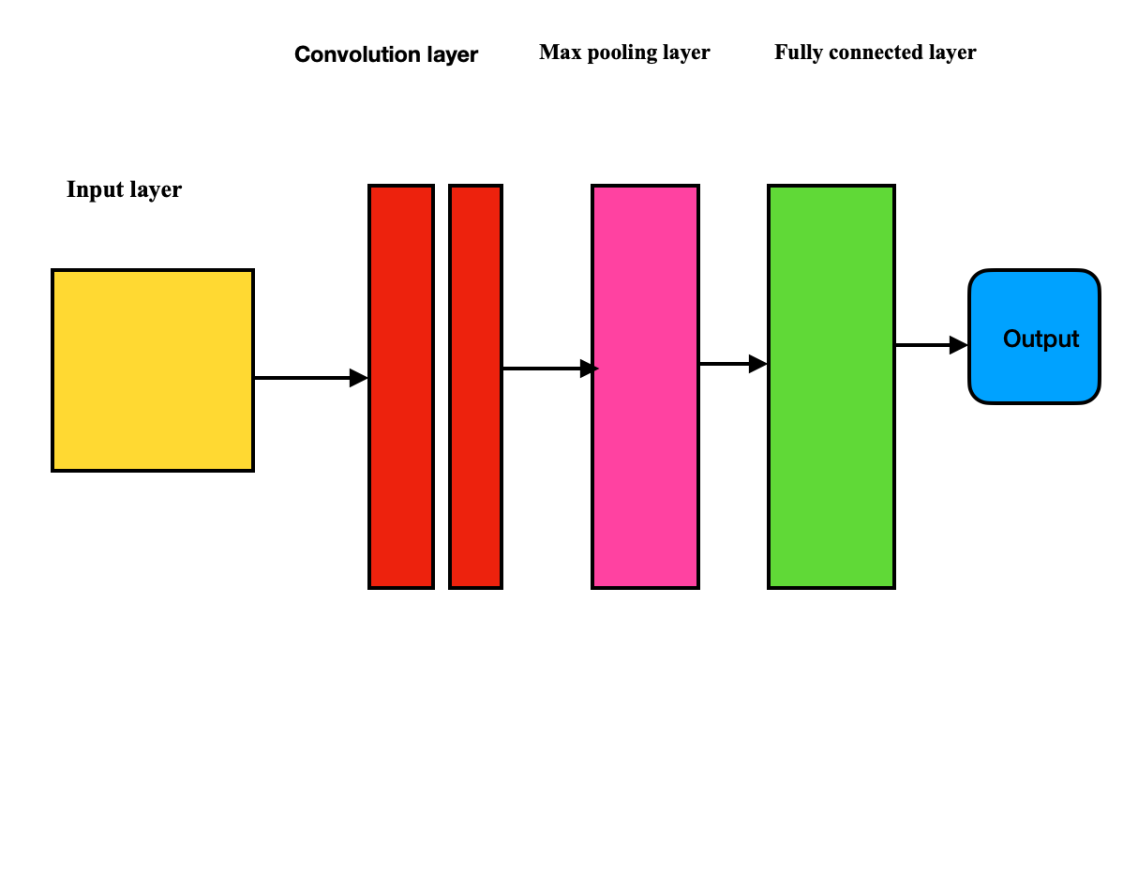 Convolution layer
Max pooling layer
Fully connected layer
Input layer
Output